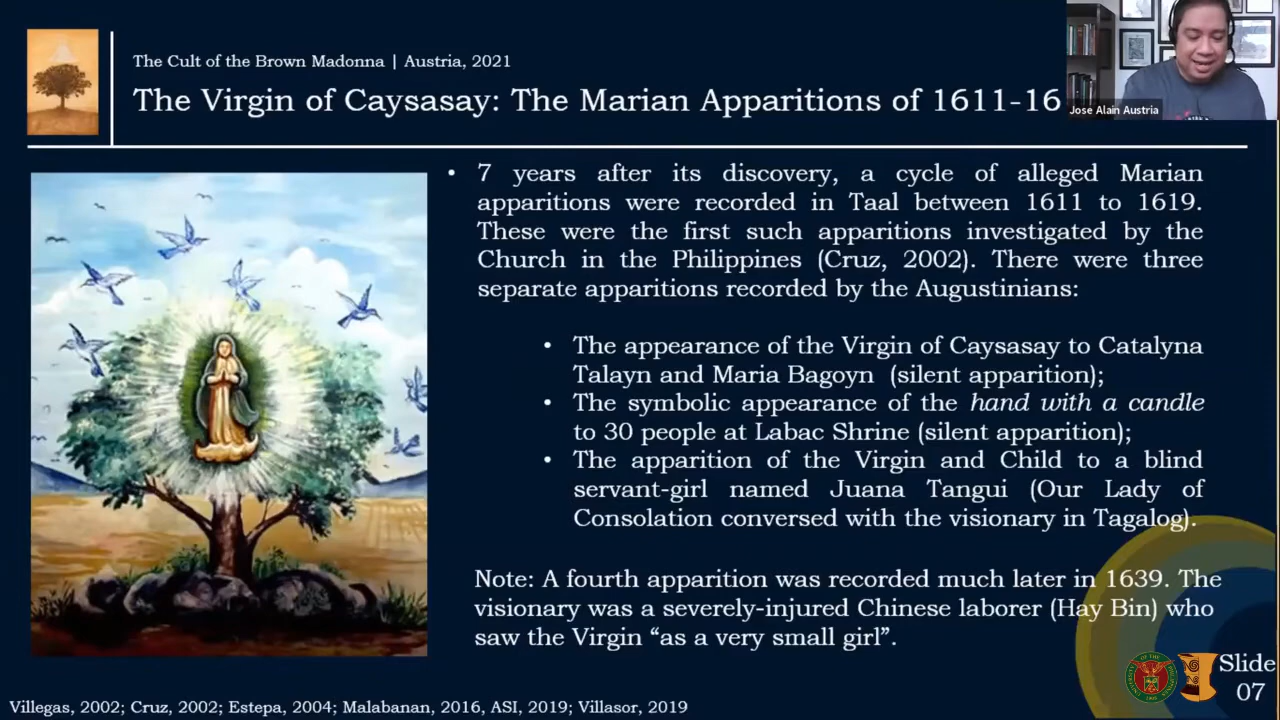 The Cult of the Brown Madonna | Austria, 2021
The Virgin of Caysasay: The Marian Apparitions of 1611-16
Jose Alain Austria
• 7 years after its discovery, a cycle of alleged Marian
apparitions were recorded in Taal between 1611 to 1619.
These were the first such apparitions investigated by the
Church in the Philippines (Cruz, 2002). There were three
separate apparitions recorded by the Augustinians:
• The appearance of the Virgin of Caysasay to Catalyna
Talayn and Maria Bagoyn (silent apparition);
• The symbolic appearance of the hand with a candle
to 30 people at Labac Shrine (silent apparition);
• The apparition of the Virgin and Child to a blind
servant-girl named Juana Tangui (Our Lady of
Consolation conversed with the visionary in Tagalog).
Note: A fourth apparition was recorded much later in 1639. The
visionary was a severely-injured Chinese laborer (Hay Bin) who
saw the Virgin “as a very small girl”.
Slide
07
Villegas, 2002; Cruz, 2002; Estepa, 2004; Malabanan, 2016, ASI, 2019; Villasor, 2019